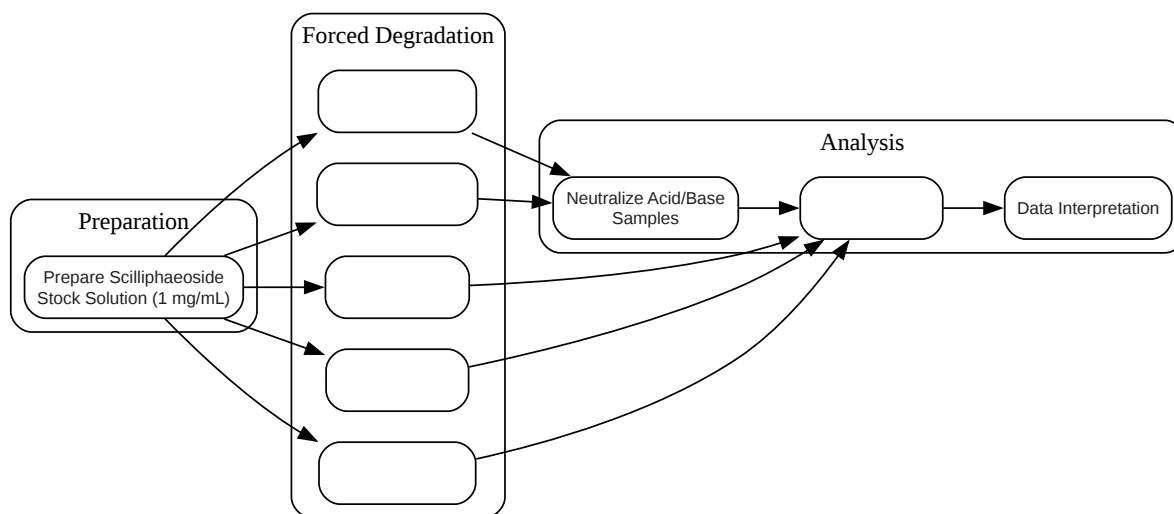 Forced Degradation
Analysis
Preparation
Neutralize Acid/Base
Samples
Data Interpretation
Prepare Scilliphaeoside
Stock Solution (1 mg/mL)